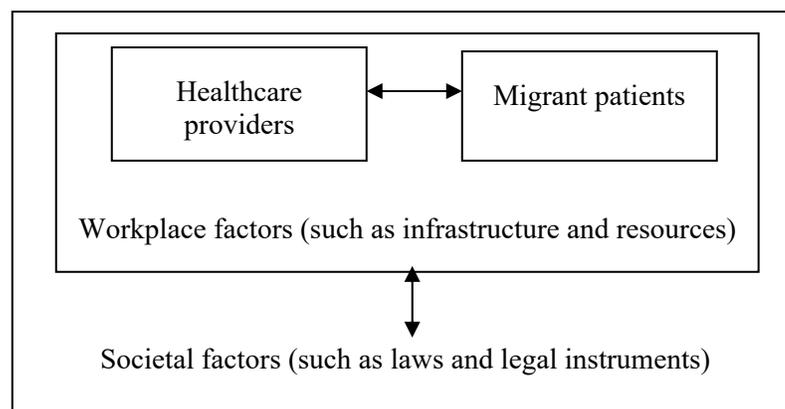 Healthcare
providers
Migrant patients
Workplace factors (such as infrastructure and resources)
Societal factors (such as laws and legal instruments)